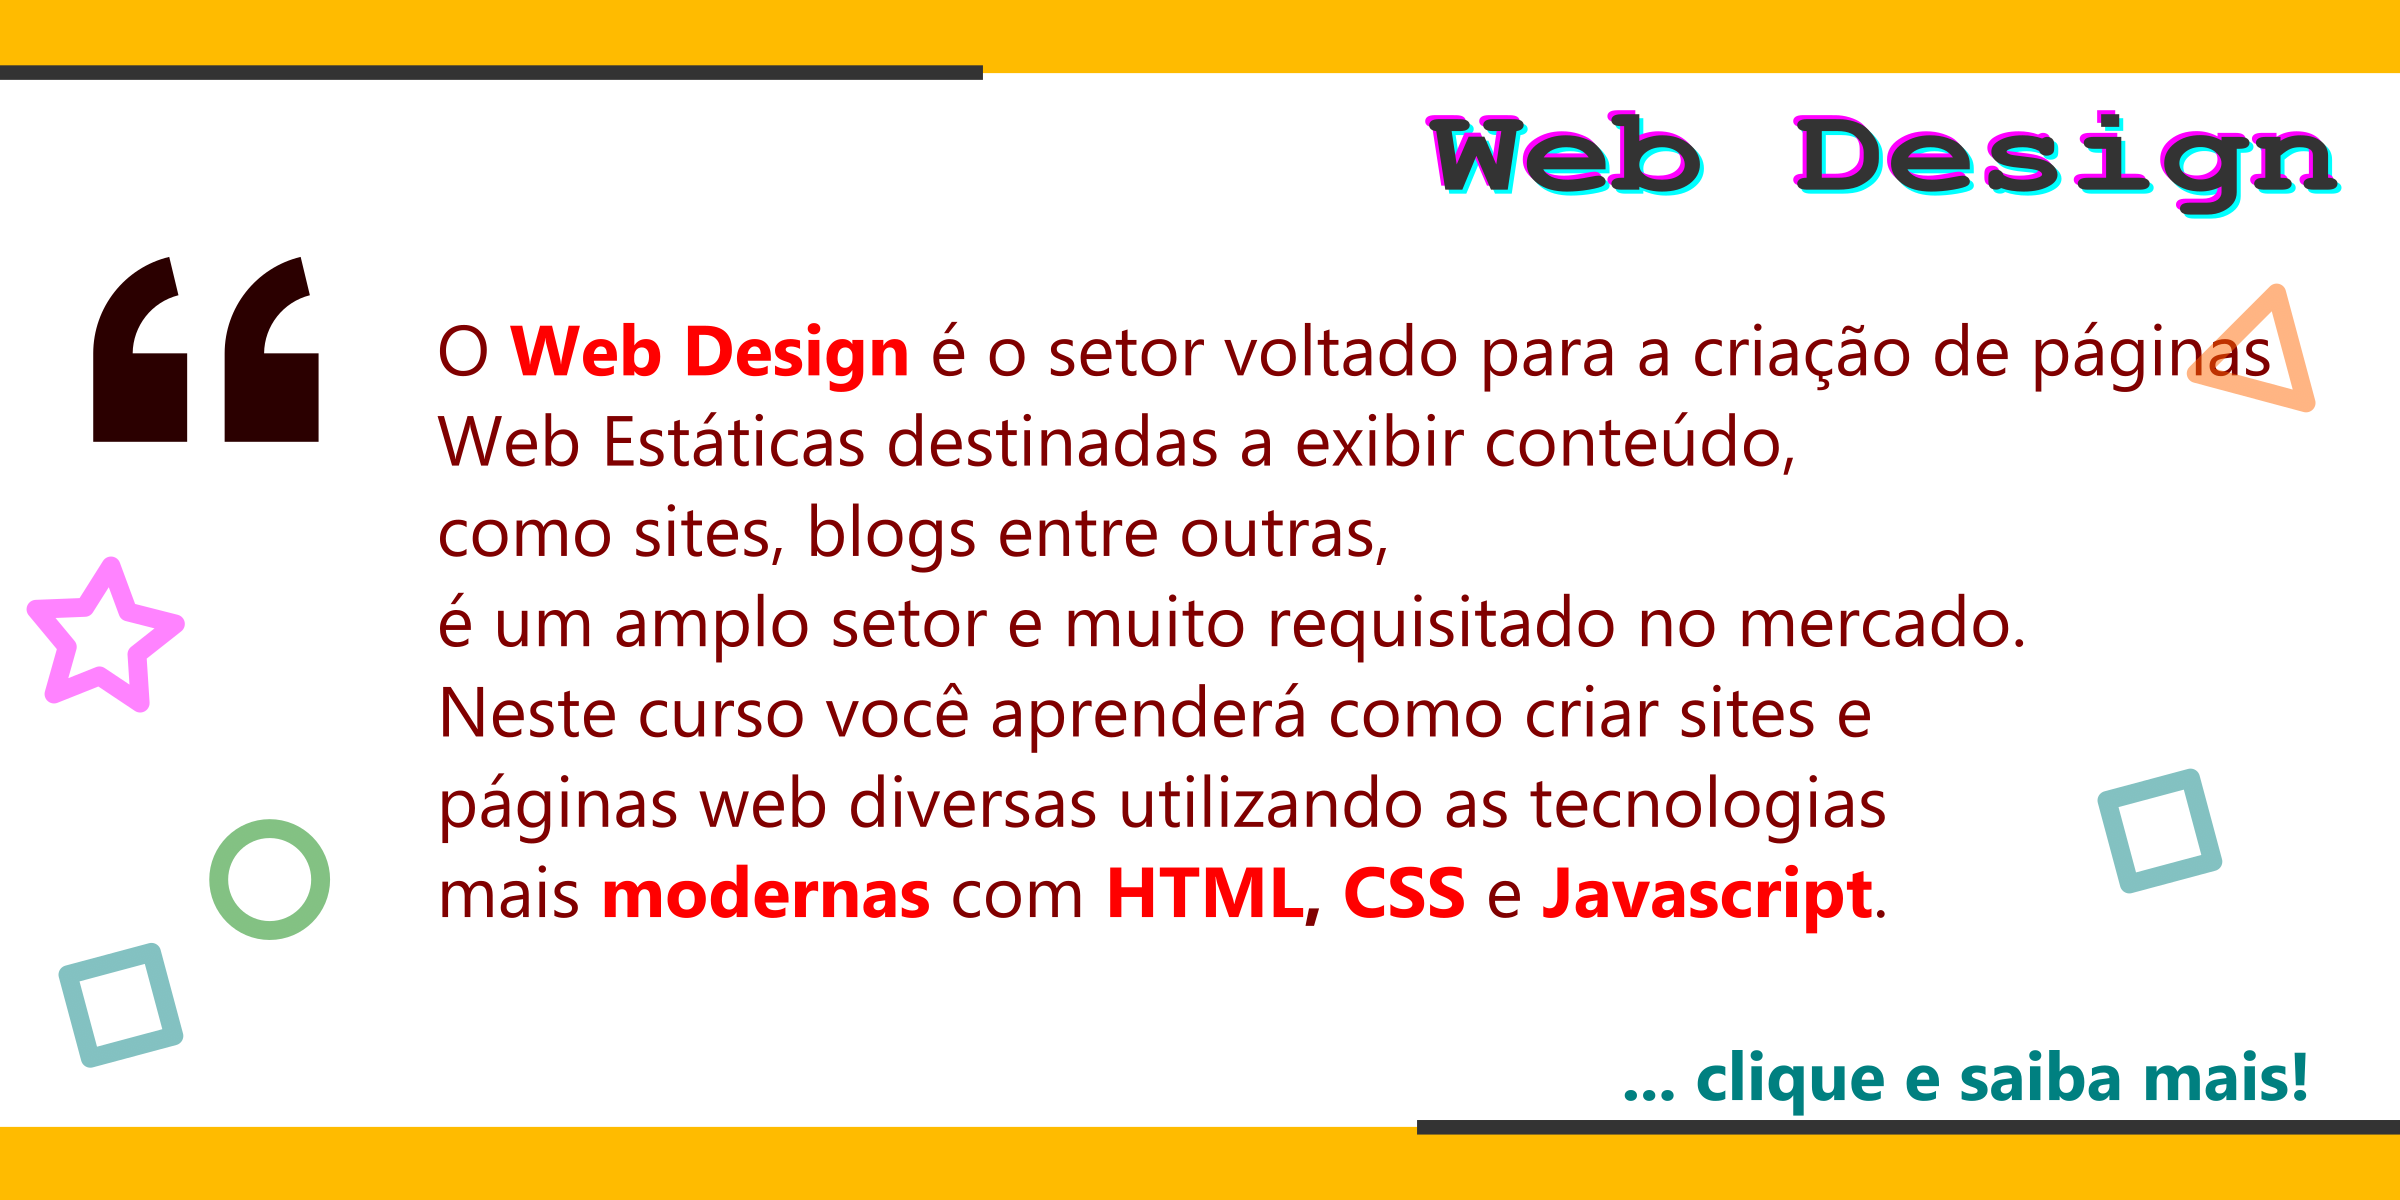 Web Design
“
O Web Design é o setor voltado para a criação de páginas
Web Estáticas destinadas a exibir conteúdo,
como sites, blogs entre outras,
é um amplo setor e muito requisitado no mercado.
Neste curso você aprenderá como criar sites e
páginas web diversas utilizando as tecnologias
mais modernas com HTML, CSS e Javascript.
... clique e saiba mais!